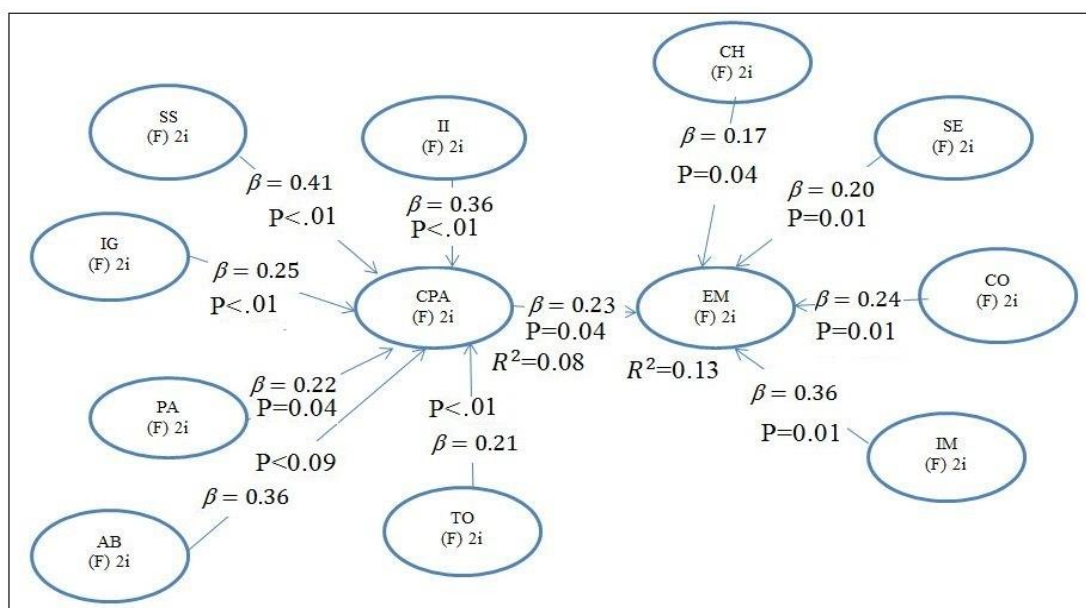 CH
(F) 2i
SS
(F) 2i
II
(F) 2i
SE
(F) 2i
β = 0.17
P=0.04
β = 0.41
P<.01
β = 0.36
P<.01
β = 0.20
P=0.01
IG
(F) 2i
β = 0.25
P<.01
CPA
(F) 2i
β = 0.23
P=0.04
R²=0.08
EM
(F) 2i
R²=0.13
β = 0.24
P=0.01
CO
(F) 2i
PA
(F) 2i
β = 0.22
P=0.04
P<0.09
β = 0.36
AB
(F) 2i
P<.01
β = 0.21
TO
(F) 2i
β = 0.36
P=0.01
IM
(F) 2i